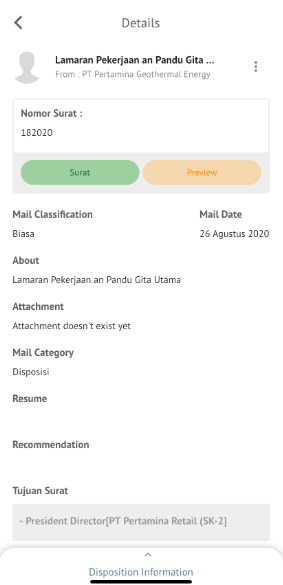 Details
Lamaran Pekerjaan an Pandu Gita ...
From : PT Pertamina Geothermal Energy
Nomor Surat :
182020
Surat
Preview
Mail Classification
Mail Date
Biasa
26 Agustus 2020
About
Lamaran Pekerjaan an Pandu Gita Utama
Attachment
Attachment doesn't exist yet
Mail Category
Disposisi
Resume
Recommendation
Tujuan Surat
- President Director[PT Pertamina Retail (SK-2]
Disposition Information